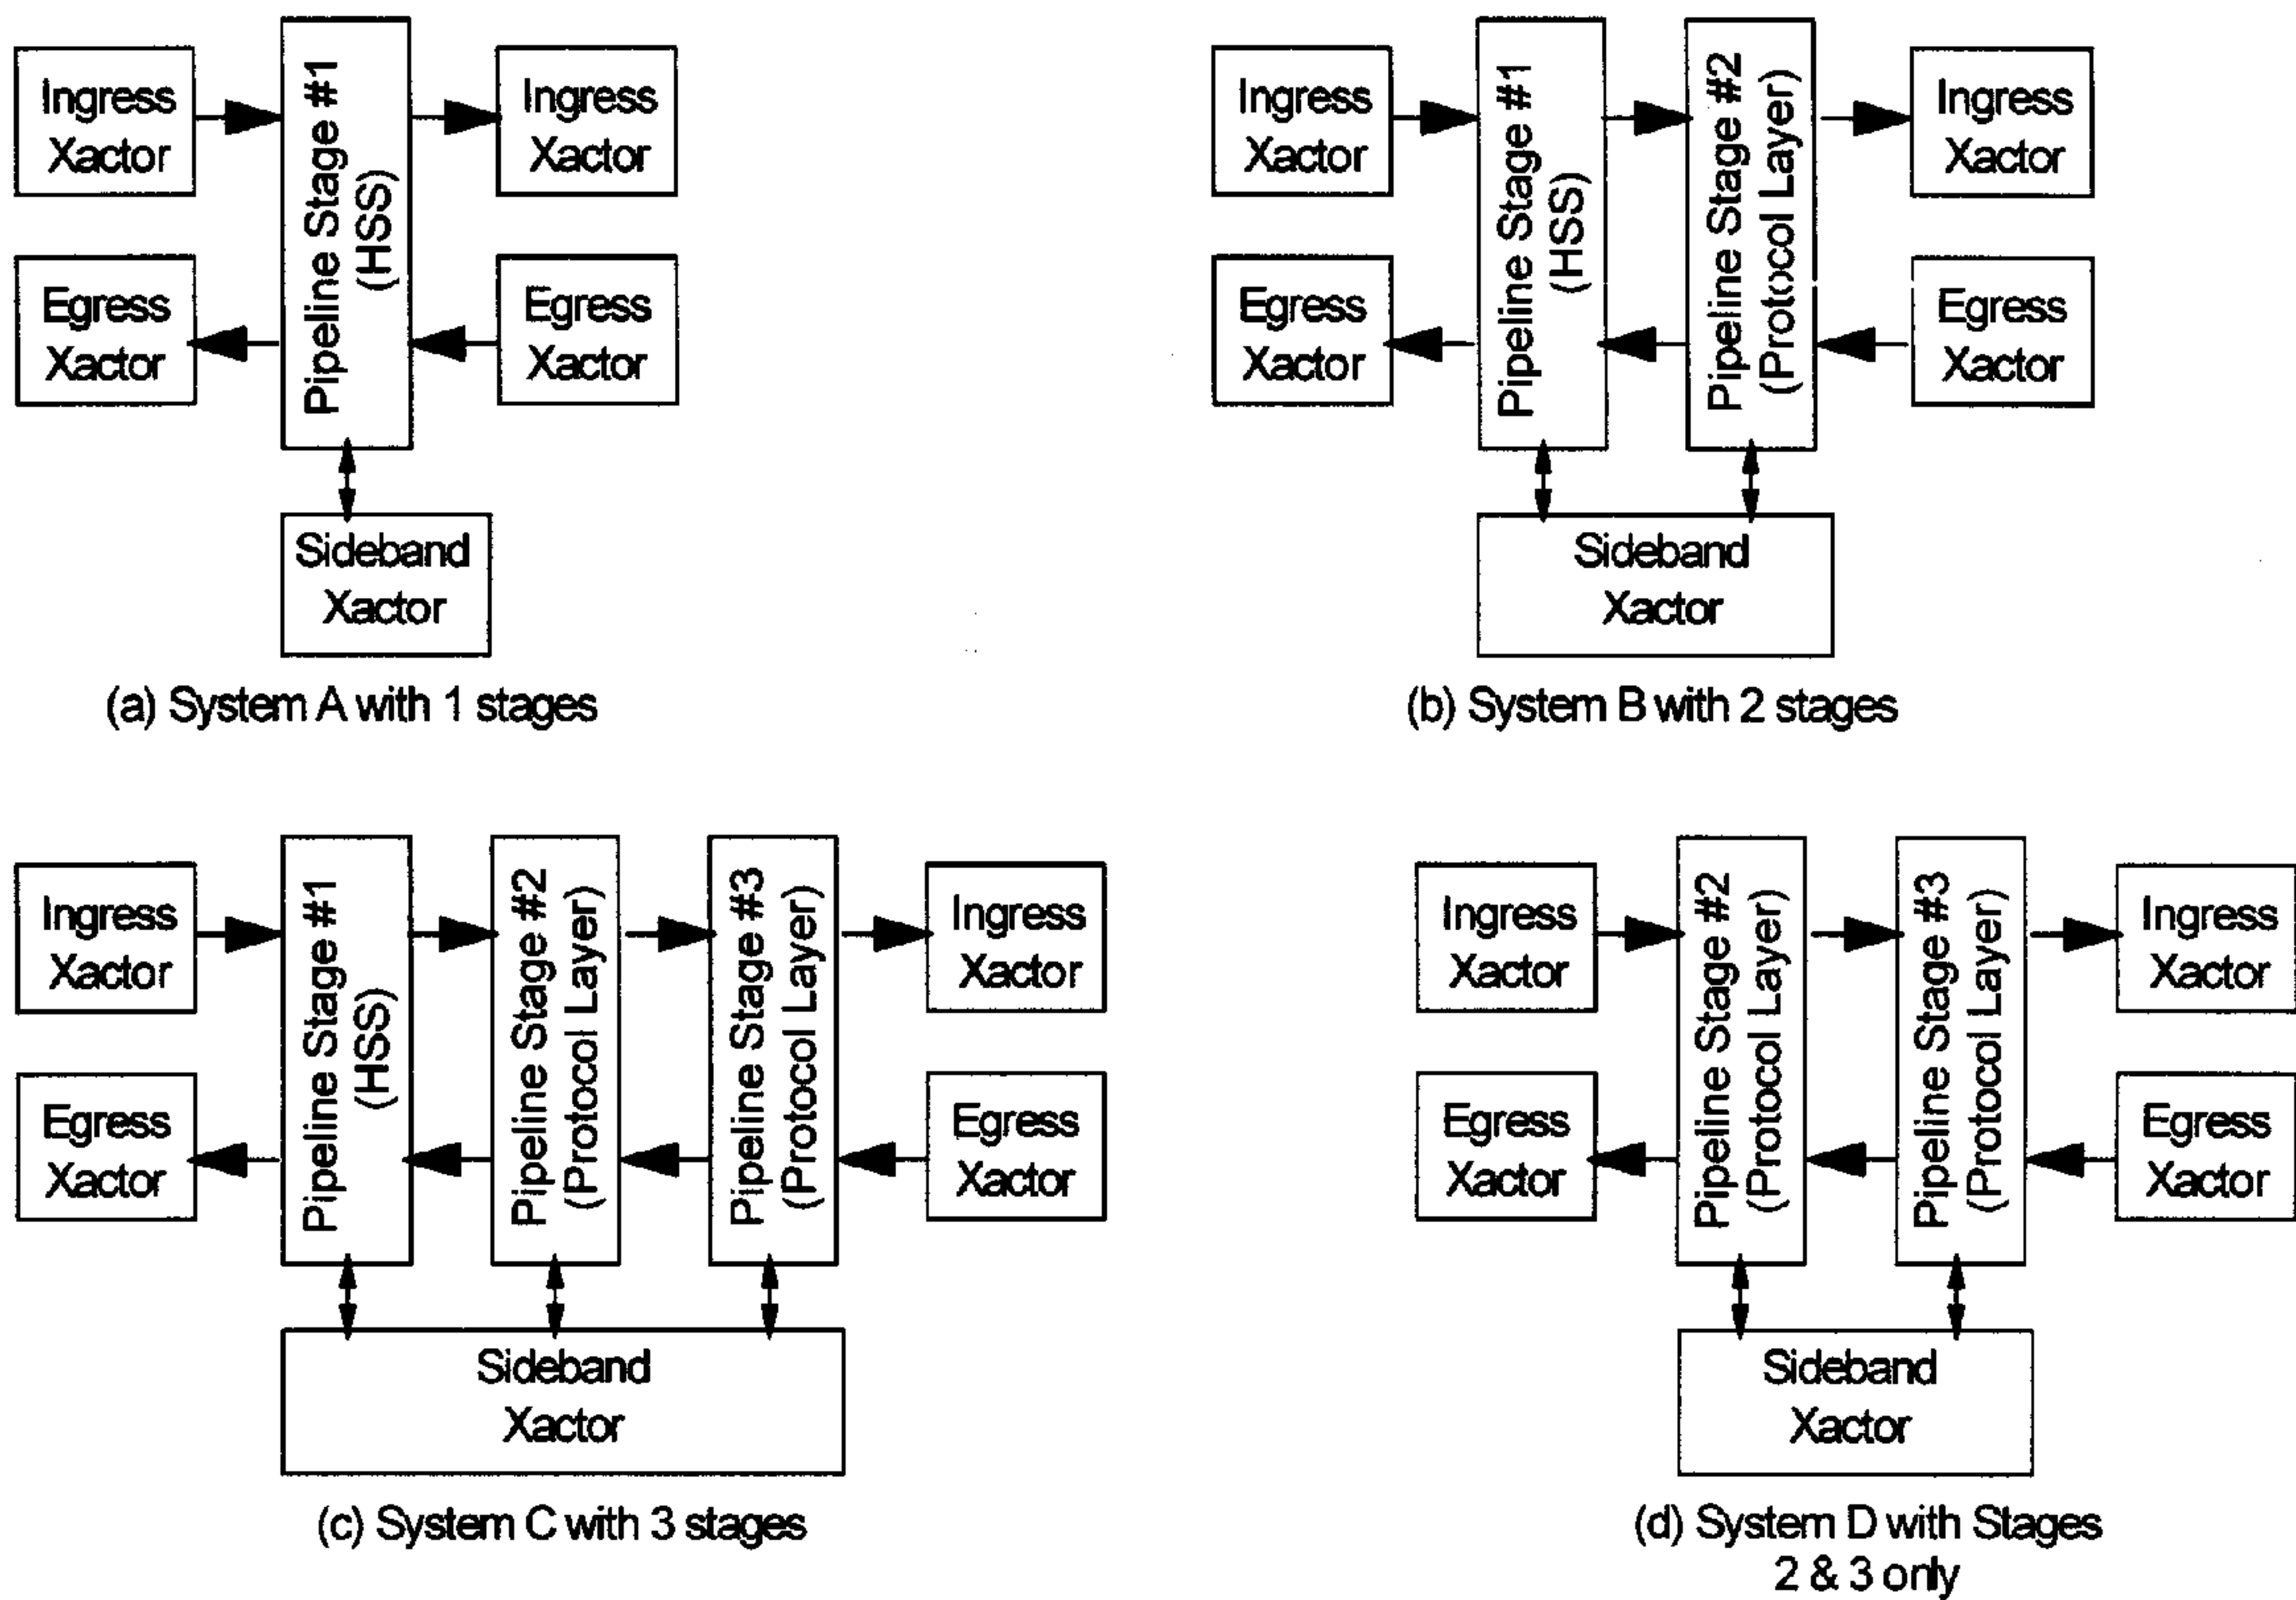 Ingress
Xactor
Pipeline Stage #1
(HSS)
Ingress
Xactor
Egress
Xactor
Egress
Xactor
Sideband
Xactor
(a) System A with 1 stages
Ingress
Xactor
Pipeline Stage #1
(HSS)
Pipeline Stage #2
(Protocol Layer)
Ingress
Xactor
Egress
Xactor
Egress
Xactor
Sideband
Xactor
(b) System B with 2 stages
Ingress
Xactor
Pipeline Stage #1
(HSS)
Pipeline Stage #2
(Protocol Layer)
Pipeline Stage #3
(Protocol Layer)
Ingress
Xactor
Egress
Xactor
Egress
Xactor
Sideband
Xactor
(c) System C with 3 stages
Ingress
Xactor
Pipeline Stage #2
(Protocol Layer)
Pipeline Stage #3
(Protocol Layer)
Ingress
Xactor
Egress
Xactor
Egress
Xactor
Sideband
Xactor
(d) System D with Stages
2 & 3 only